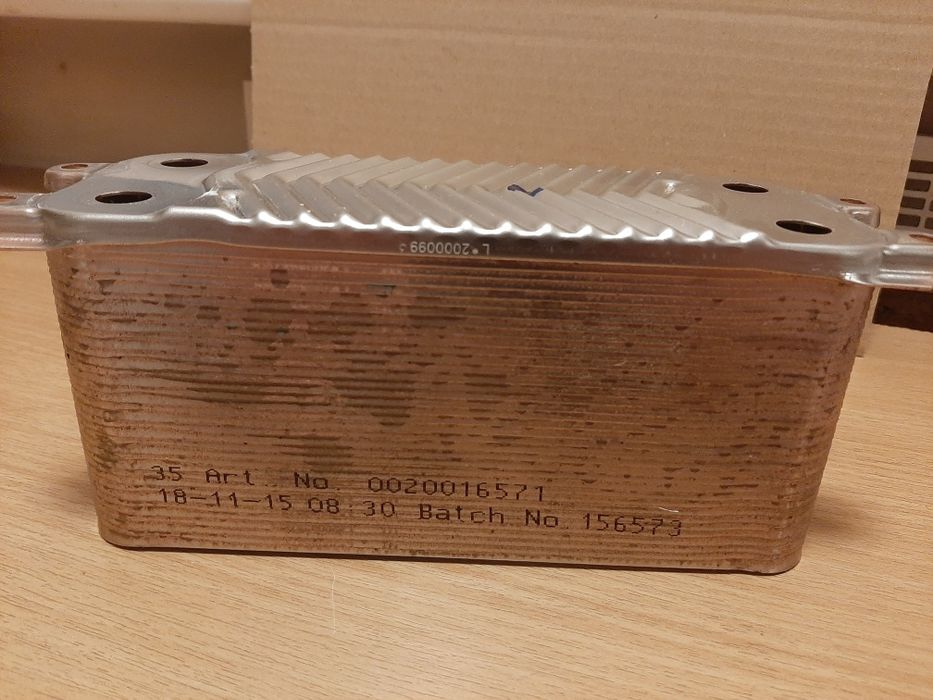 L*2000099
35 Art. No. 0020016571
18-11-15 08:30 Batch No 156573